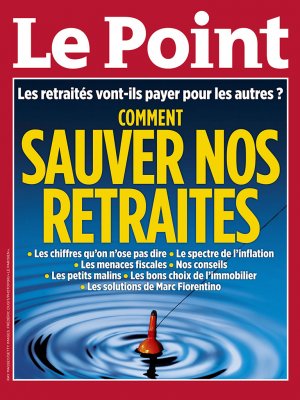 Le Point
Les retraités vont-ils payer pour les autres ?
COMMENT
SAUVER NOS
RETRAITES
• Les chiffres qu'on n'ose pas dire • Le spectre de l'inflation
• Les menaces fiscales • Nos conseils
• Les petits malins • Les bons choix de l'immobilier
• Les solutions de Marc Fiorentino